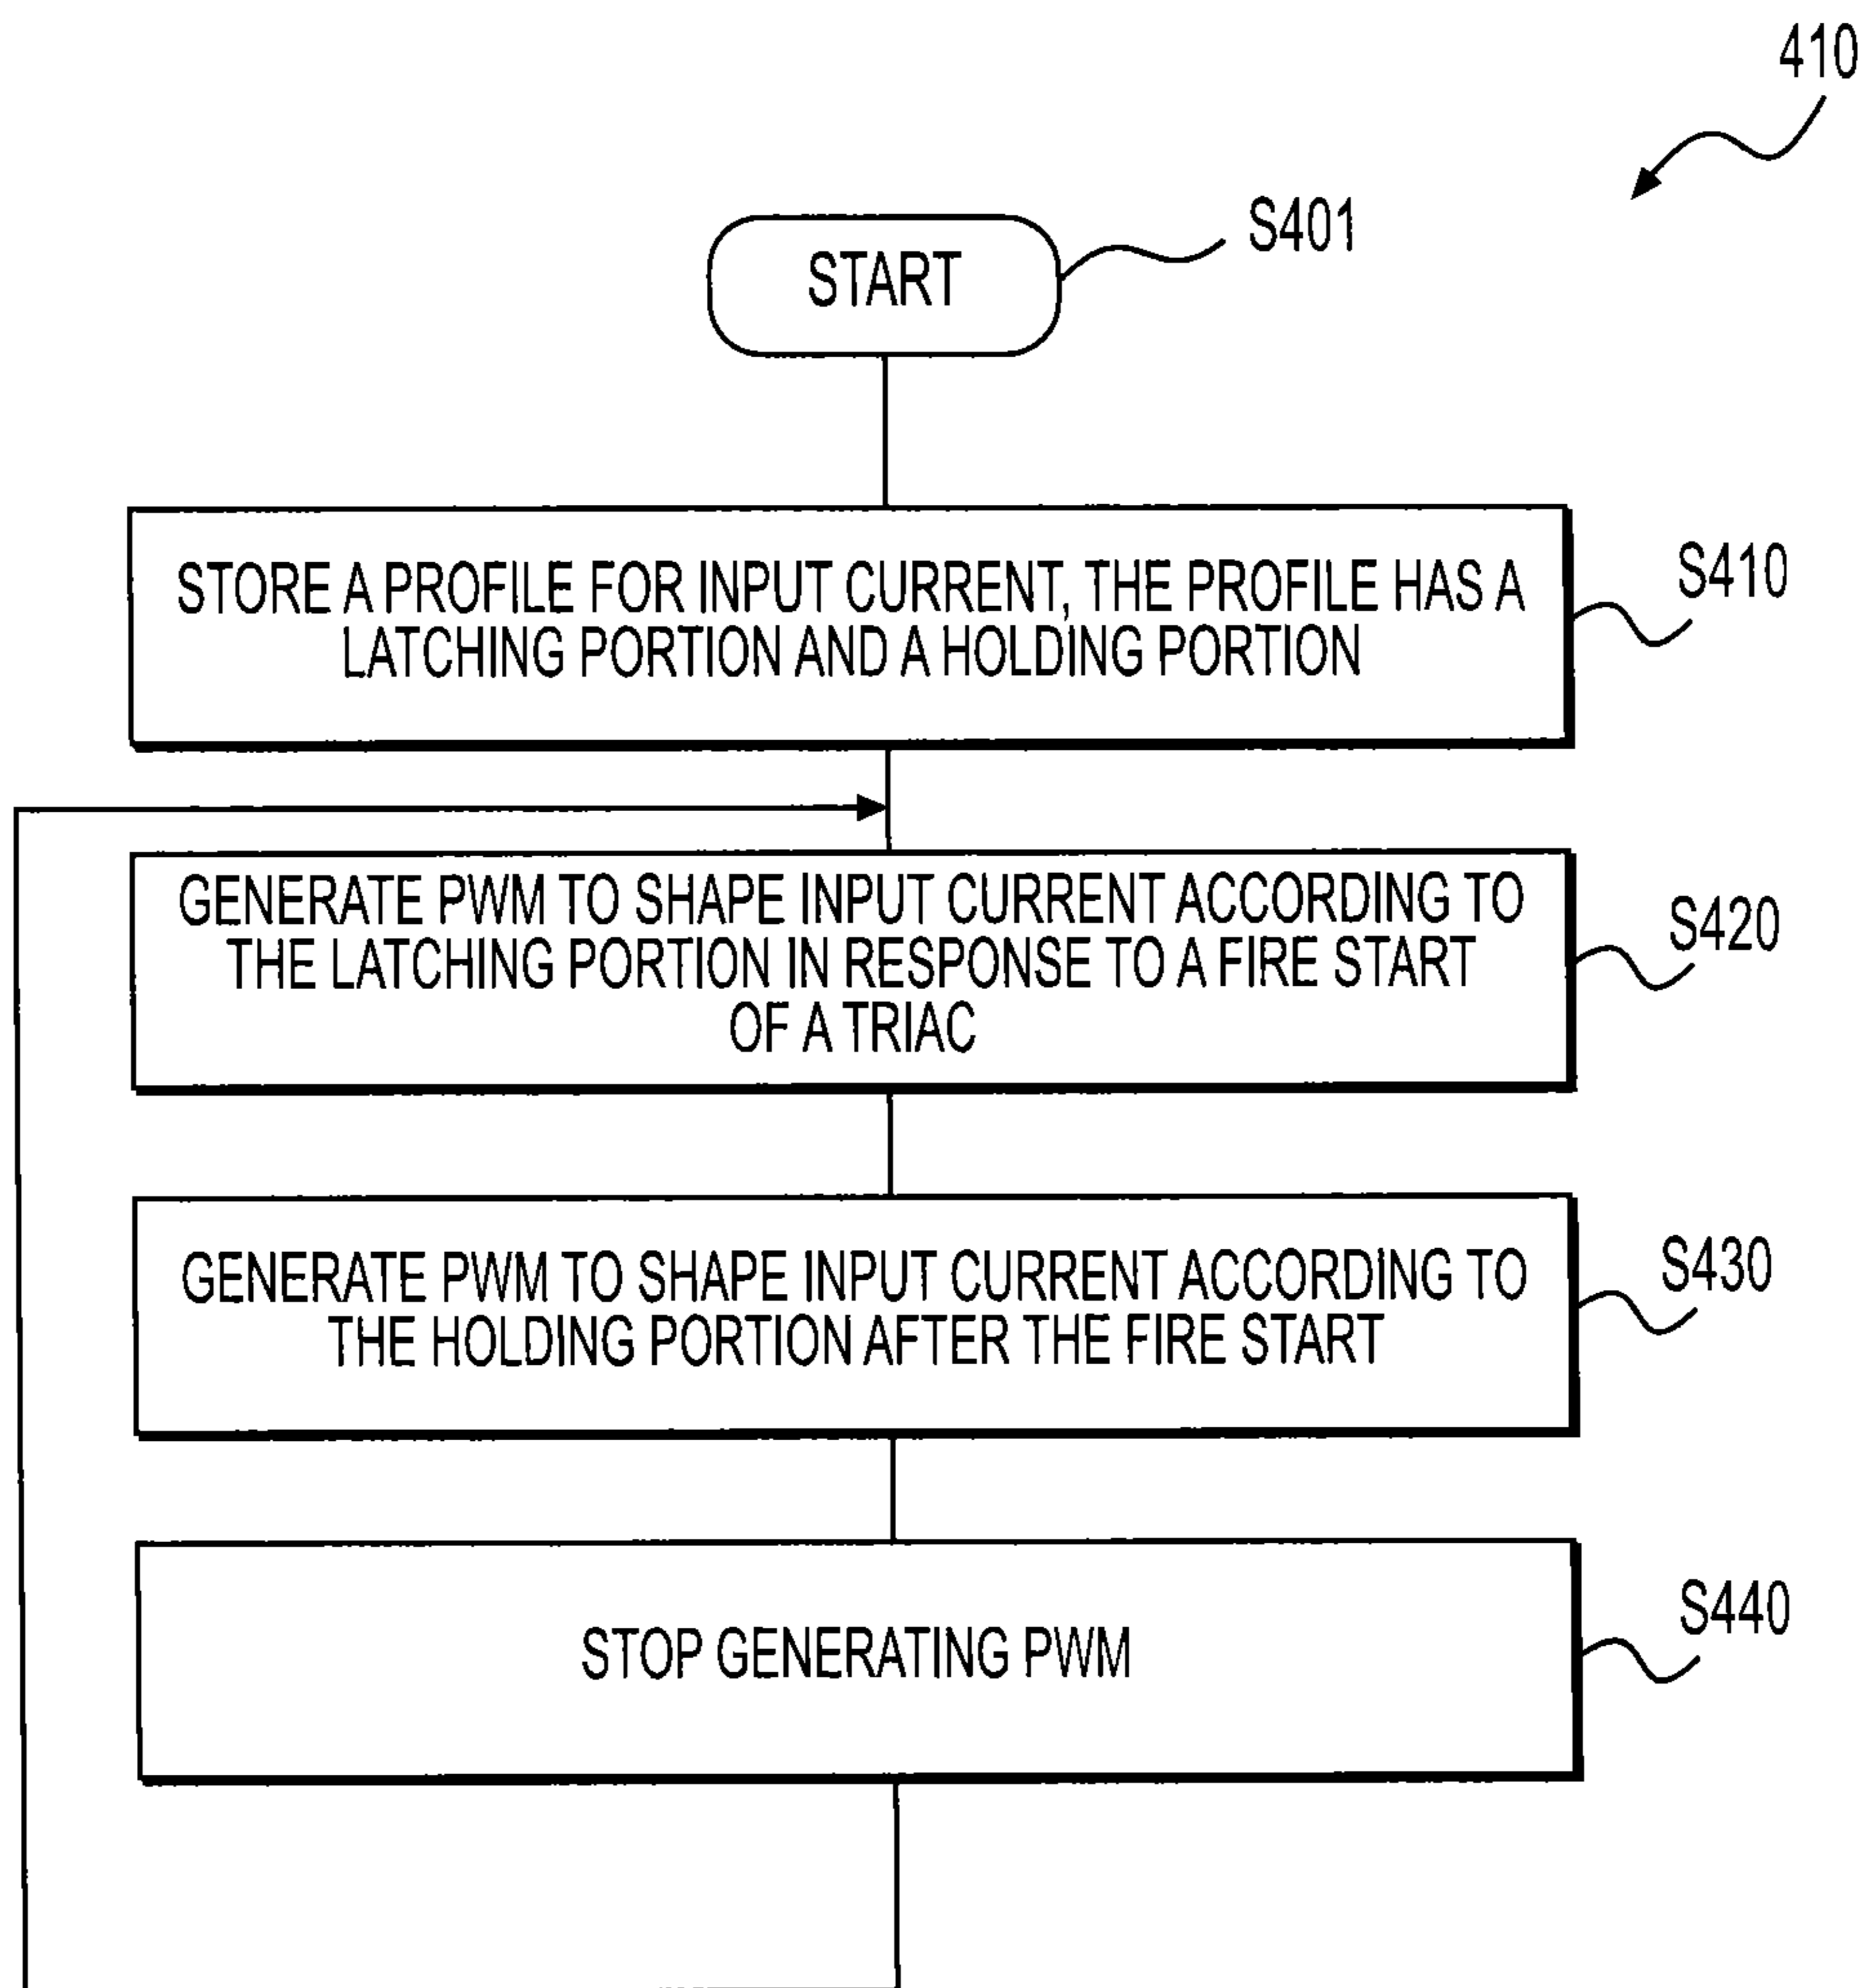 410
S401
START
STORE A PROFILE FOR INPUT CURRENT, THE PROFILE HAS A
LATCHING PORTION AND A HOLDING PORTION
S410
GENERATE PWM TO SHAPE INPUT CURRENT ACCORDING TO
THE LATCHING PORTION IN RESPONSE TO A FIRE START
OF A TRIAC
S420
GENERATE PWM TO SHAPE INPUT CURRENT ACCORDING TO
THE HOLDING PORTION AFTER THE FIRE START
S430
STOP GENERATING PWM
S440